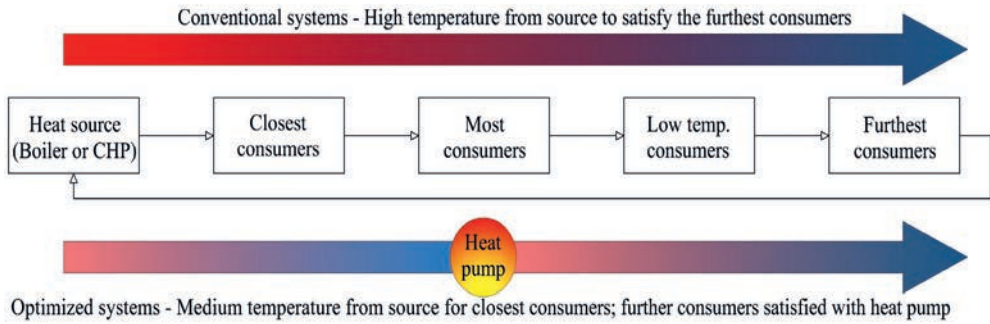 Conventional systems - High temperature from source to satisfy the furthest consumers
Heat source
(Boiler or CHP)
Closest
consumers
Most
consumers
Low temp.
consumers
Furthest
consumers
Heat
pump
Optimized systems - Medium temperature from source for closest consumers; further consumers satisfied with heat pump